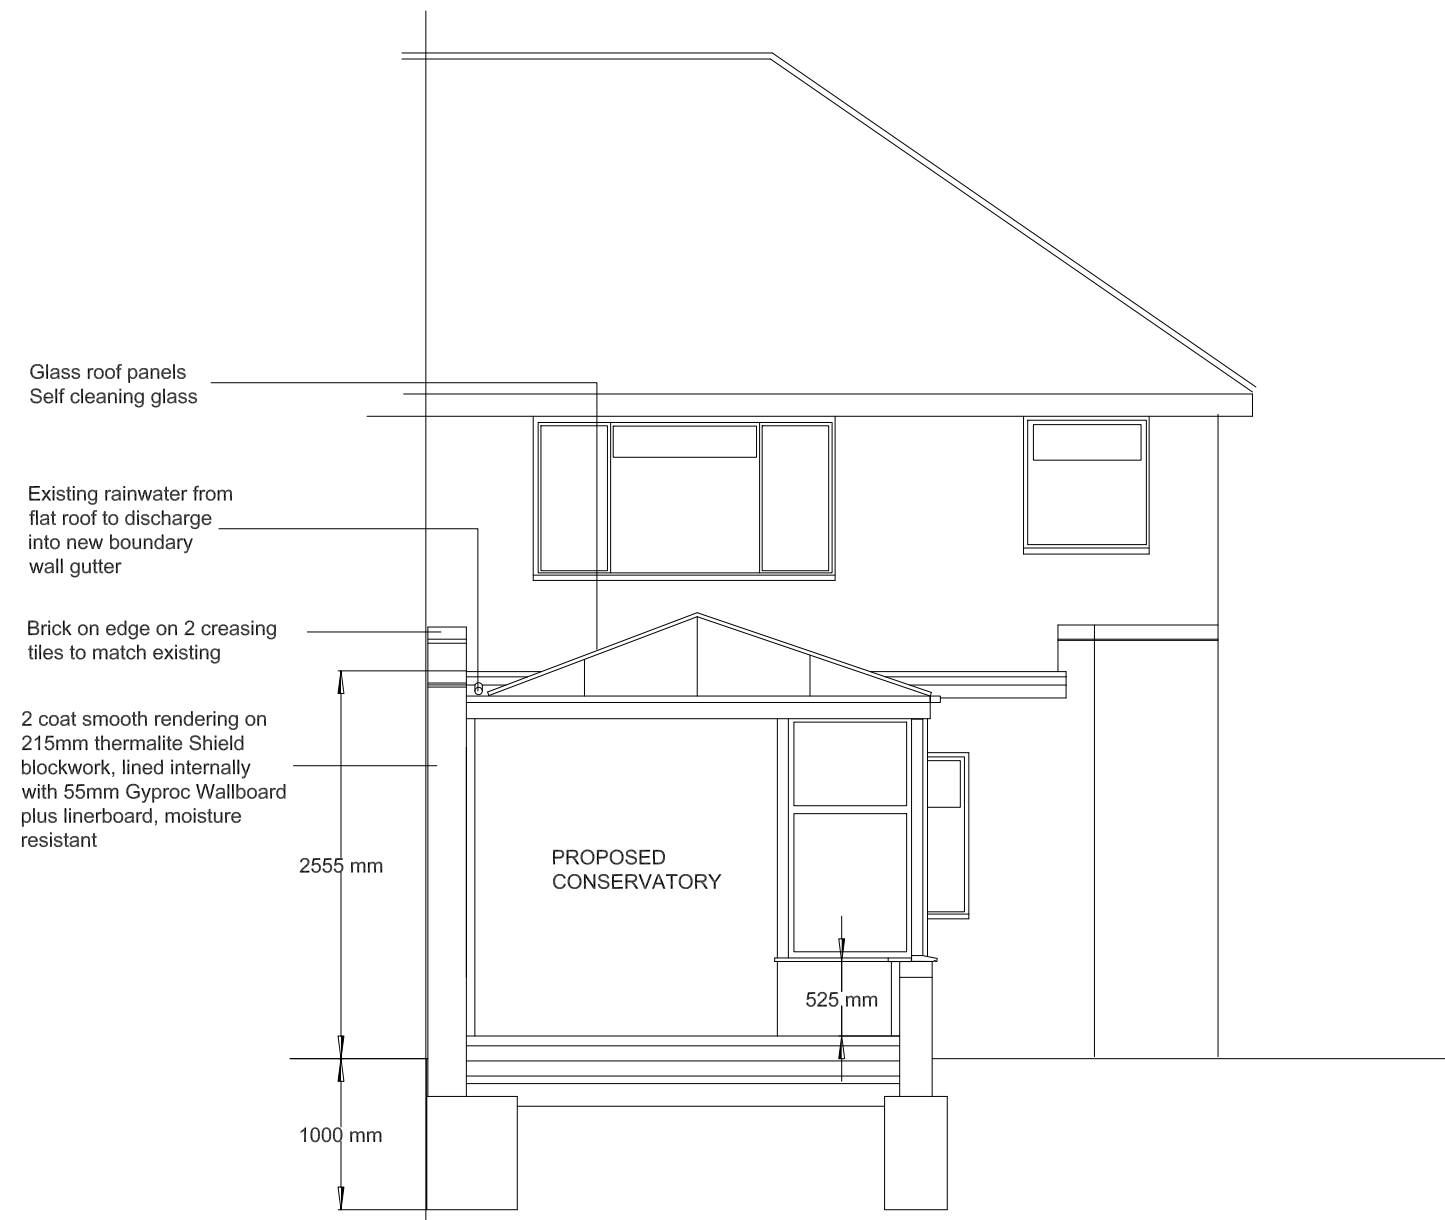 Glass roof panels
Self cleaning glass
Existing rainwater from
flat roof to discharge
into new boundary
wall gutter
Brick on edge on 2 creasing
tiles to match existing
2 coat smooth rendering on
215mm thermalite Shield
blockwork, lined internally
with 55mm Gyproc Wallboard
plus linerboard, moisture
resistant
2555 mm
PROPOSED
CONSERVATORY
525 mm
1000 mm